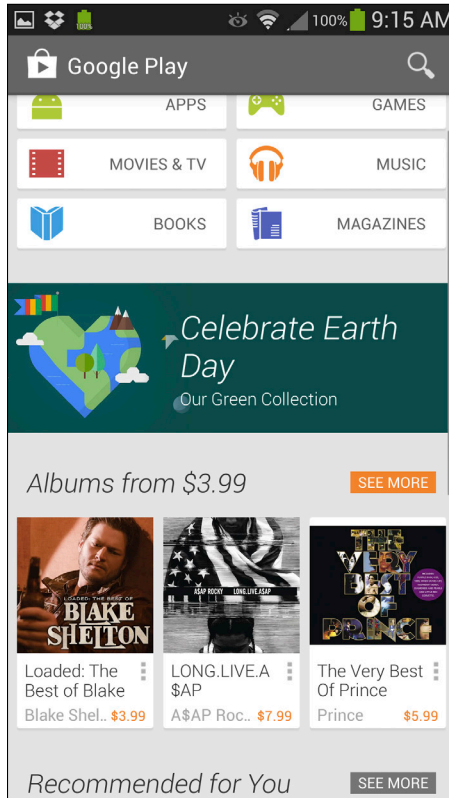 100% 100% 9:15 AM
Google Play
APPS
GAMES
MOVIES & TV
MUSIC
BOOKS
MAGAZINES
Celebrate Earth
Day
Our Green Collection
Albums from $3.99
SEE MORE
LOADED: THE BEST OF
BLAKE
SHELTON
A$AP ROCKY LONG.LIVE.A$AP
THE
VERY
BEST
OF
PRINCE
Loaded: The
Best of Blake
Blake Shel.. $3.99
LONG.LIVE.A
$AP
A$AP Roc.. $7.99
The Very Best
Of Prince
Prince $5.99
Recommended for You
SEE MORE